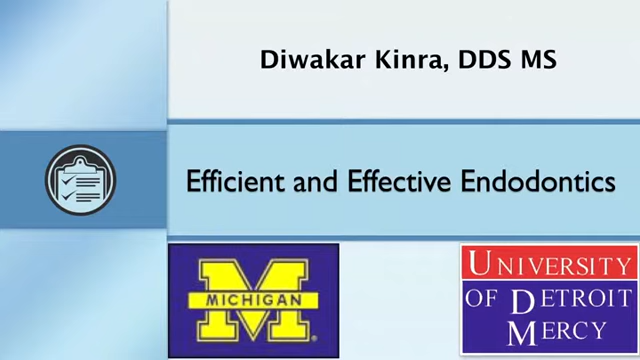 Diwakar Kinra, DDS MS
Efficient and Effective Endodontics
MICHIGAN
UNIVERSITY
OF DETROIT
MERCY